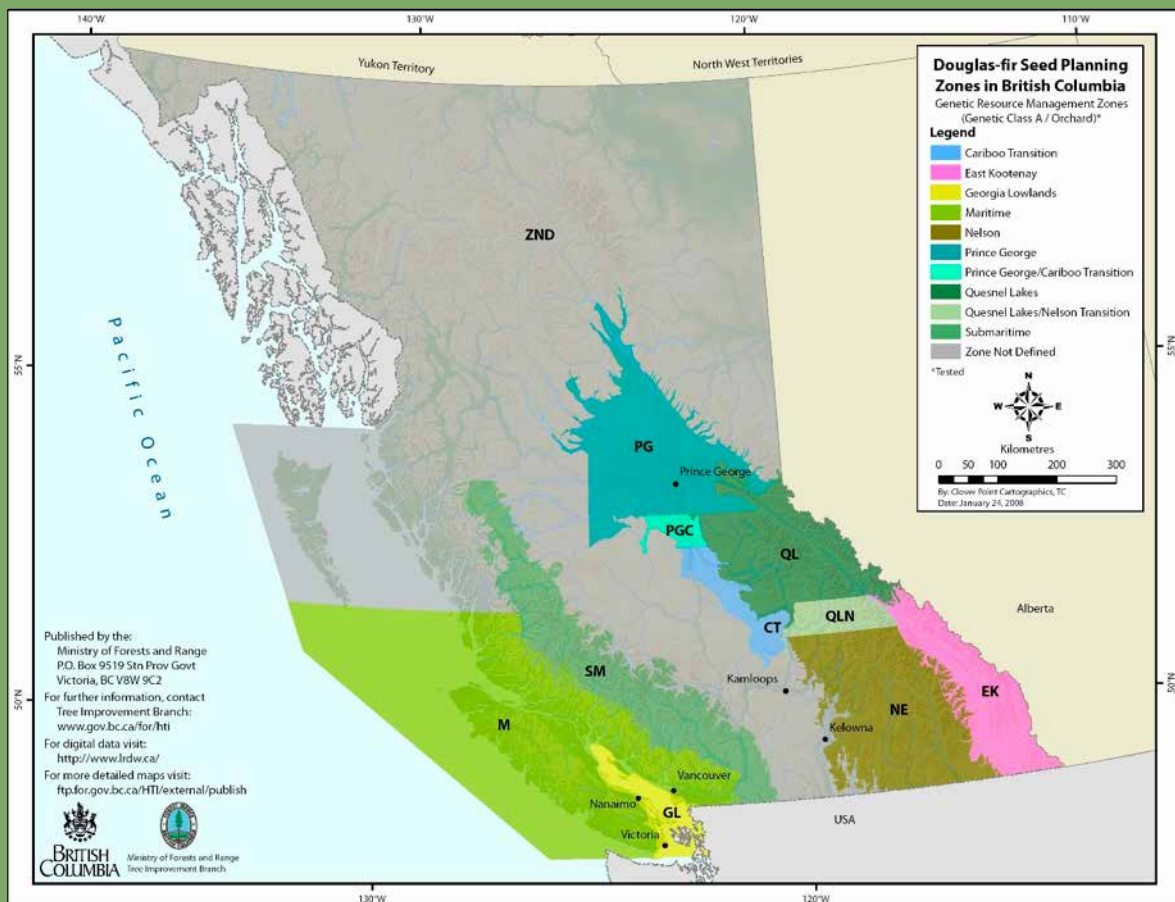 140°W
130°W
120°W
110°W
Yukon Territory
North West Territories
Douglas-fir Seed Planning
Zones in British Columbia
Genetic Resource Management Zones
(Genetic Class A / Orchard)*
Legend
Cariboo Transition
East Kootenay
Georgia Lowlands
Maritime
Nelson
Prince George
Prince George/Cariboo Transition
Quesnel Lakes
Quesnel Lakes/Nelson Transition
Submaritime
Zone Not Defined
*Tested
N
W E
S
Kilometres
0 50 100 200 300
By: Clover Point Cartographics, TC
Date: January 24, 2008
ZND
55°N
55°N
Pacific Ocean
PG
Prince George
PGC
QL
QLN
CT
Alberta
SM
Kamloops
EK
50°N
50°N
M
NE
Kelowna
Vancouver
Nanaimo
GL
Victoria
USA
Published by the:
Ministry of Forests and Range
P.O. Box 9519 Stn Prov Govt
Victoria, BC V8W 9C2
For further information, contact
Tree Improvement Branch:
www.gov.bc.ca/for/hti
For digital data visit:
http://www.lrdw.ca/
For more detailed maps visit:
ftp.for.gov.bc.ca/HTI/external/publish
BRITISH
COLUMBIA
Ministry of Forests and Range
Tree Improvement Branch
130°W
120°W